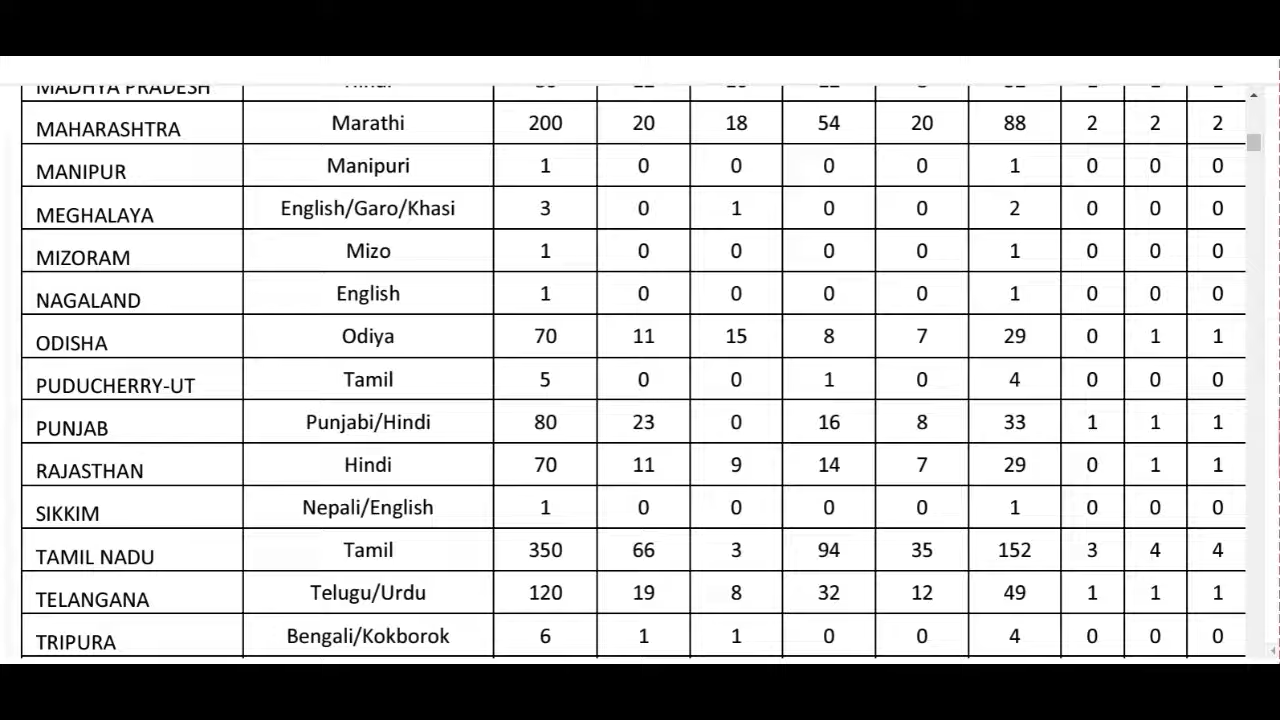 MADHYA PRADESH
MAHARASHTRA Marathi 200 20 18 54 20 88 2 2 2
MANIPUR Manipuri 1 0 0 0 0 1 0 0 0
MEGHALAYA English/Garo/Khasi 3 0 1 0 0 2 0 0 0
MIZORAM Mizo 1 0 0 0 0 1 0 0 0
NAGALAND English 1 0 0 0 0 1 0 0 0
ODISHA Odiya 70 11 15 8 7 29 0 1 1
PUDUCHERRY-UT Tamil 5 0 0 1 0 4 0 0 0
PUNJAB Punjabi/Hindi 80 23 0 16 8 33 1 1 1
RAJASTHAN Hindi 70 11 9 14 7 29 0 1 1
SIKKIM Nepali/English 1 0 0 0 0 1 0 0 0
TAMIL NADU Tamil 350 66 3 94 35 152 3 4 4
TELANGANA Telugu/Urdu 120 19 8 32 12 49 1 1 1
TRIPURA Bengali/Kokborok 6 1 1 0 0 4 0 0 0